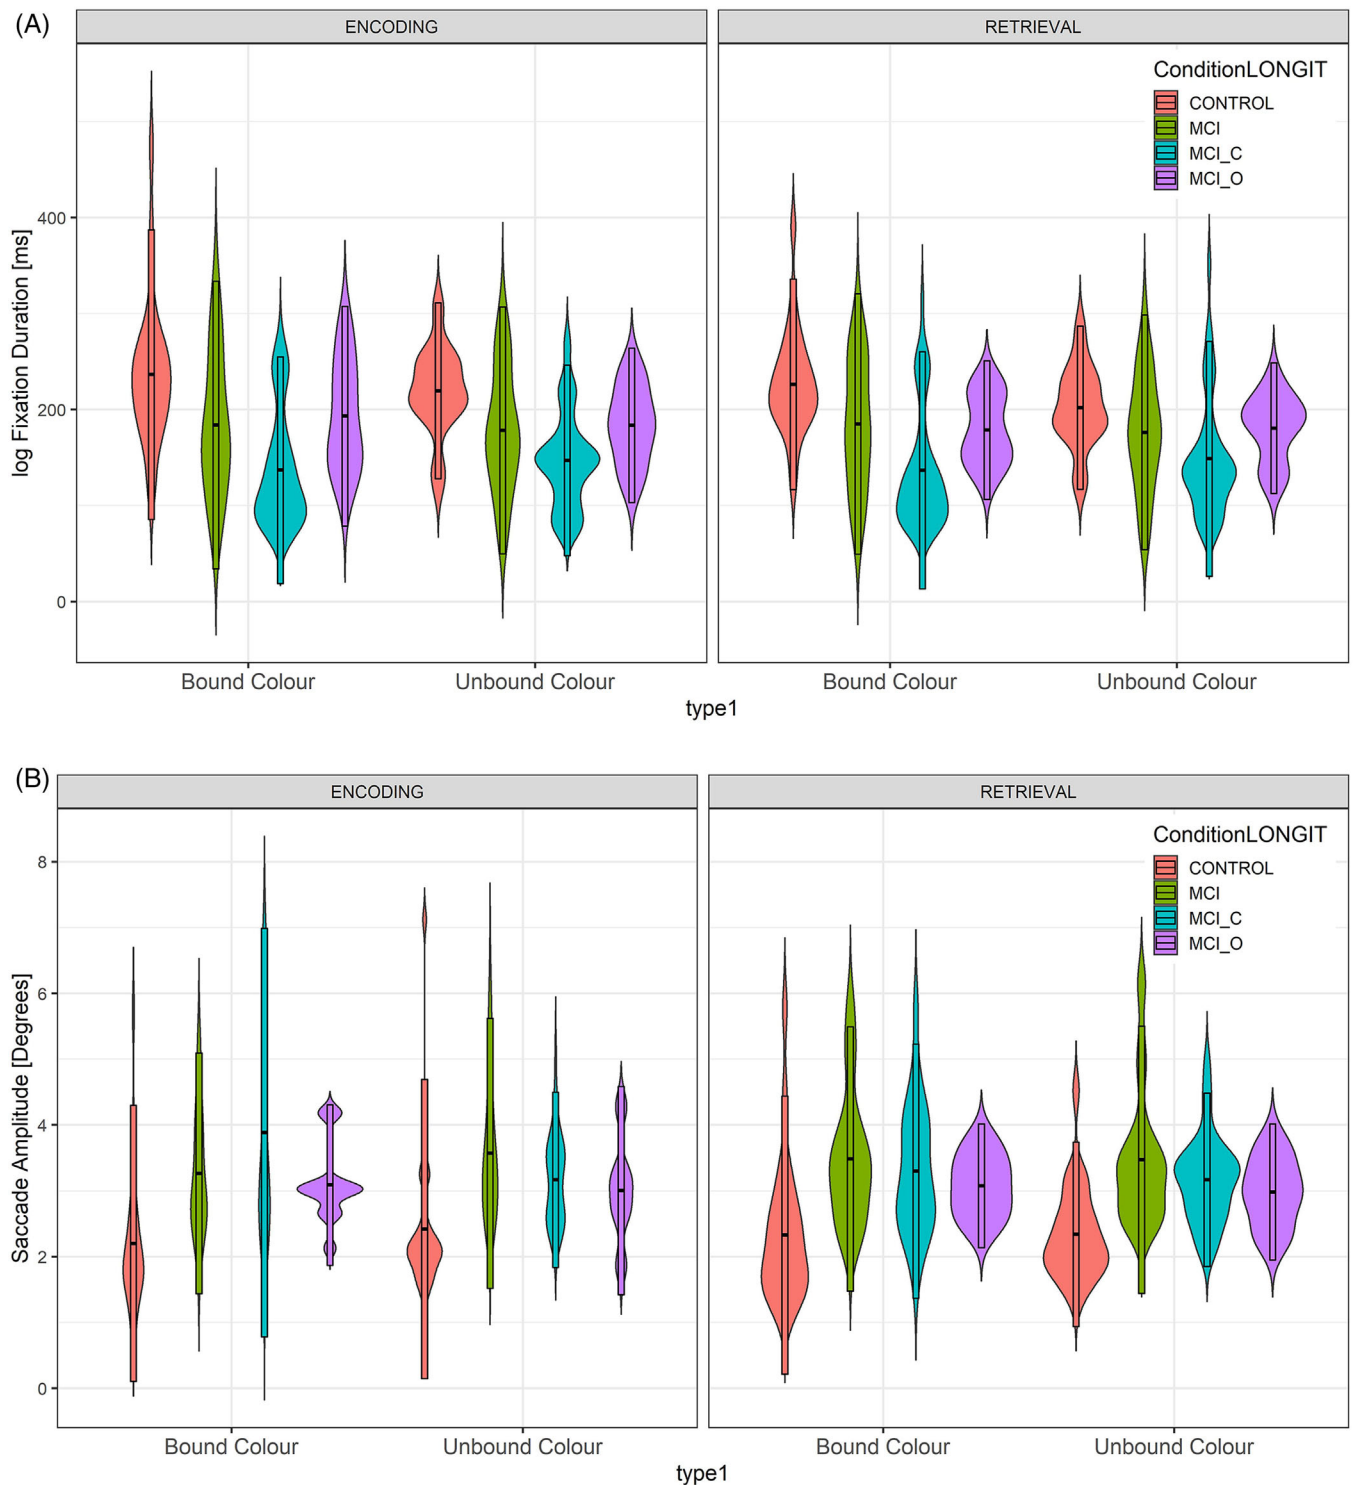 (A)
ENCODING
RETRIEVAL
ConditionLONGIT
CONTROL
MCI
MCI_C
MCI_O
log Fixation Duration [ms]
400
200
0
Bound Colour
Unbound Colour
Bound Colour
Unbound Colour
type1
(B)
ENCODING
RETRIEVAL
ConditionLONGIT
CONTROL
MCI
MCI_C
MCI_O
Saccade Amplitude [Degrees]
8
6
4
2
0
Bound Colour
Unbound Colour
Bound Colour
Unbound Colour
type1